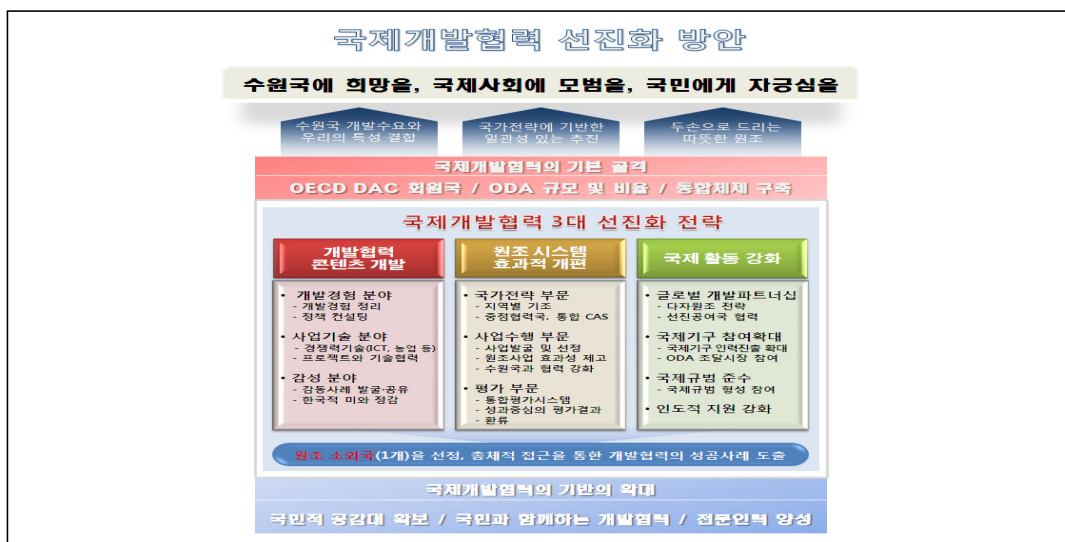 국제개발협력 선진화 방안
수원국에 희망을, 국제사회에 모범을, 국민에게 자긍심을
수원국 개발수요와
우리의 특성 결합
국가전략에 기반한
일관성 있는 추진
두손으로 드리는
따뜻한 원조
국제개발협력의 기본 골격
OECD DAC 회원국 / ODA 규모 및 비율 / 통합체제 구축
국제개발협력 3대 선진화 전략
개발협력
콘텐츠 개발
• 개발경험 분야
- 개발경험 정리
- 정책 컨설팅
• 사업기술 분야
- 경쟁력기술(ICT, 농업 등)
- 프로젝트와 기술협력
• 감성 분야
- 감동사례 발굴·공유
- 한국적 미와 정감
원조 시스템
효과적 개편
• 국가전략 부문
- 지역별 기조
- 중점협력국, 통합 CAS
• 사업수행 부문
- 사업발굴 및 선정
- 원조사업 효과성 제고
- 수원국과 협력 강화
• 평가 부문
- 통합평가시스템
- 성과중심의 평가결과
- 환류
국제 활동 강화
• 글로벌 개발파트너십
- 다자원조 전략
- 선진공여국 협력
• 국제기구 참여확대
- 국제기구 인력진출 확대
- ODA 조달시장 참여
• 국제규범 준수
- 국제규범 형성 참여
• 인도적 지원 강화
원조 소외국(1개)을 선정, 총체적 접근을 통한 개발협력의 성공사례 도출
국제개발협력의 기반의 확대
국민적 공감대 확보 / 국민과 함께하는 개발협력 / 전문인력 양성